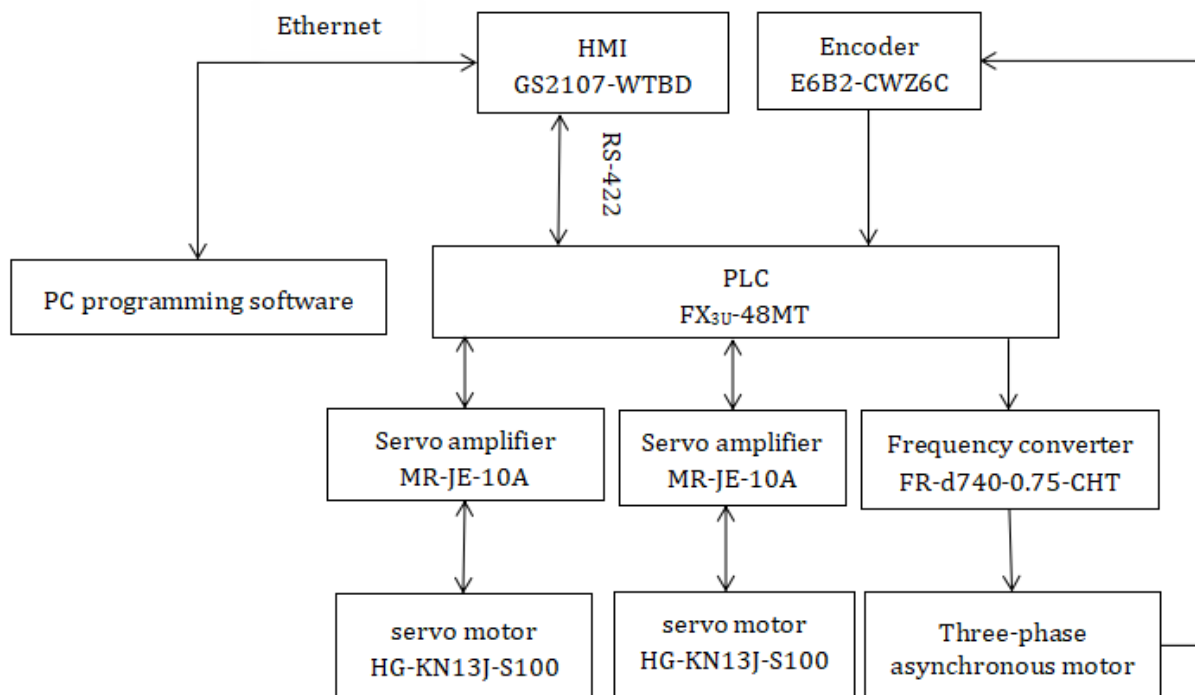 Ethernet
HMI
GS2107-WTBD
Encoder
E6B2-CWZ6C
RS-422
PC programming software
PLC
FX₃U-48MT
Servo amplifier
MR-JE-10A
Servo amplifier
MR-JE-10A
Frequency converter
FR-d740-0.75-CHT
servo motor
HG-KN13J-S100
servo motor
HG-KN13J-S100
Three-phase
asynchronous motor